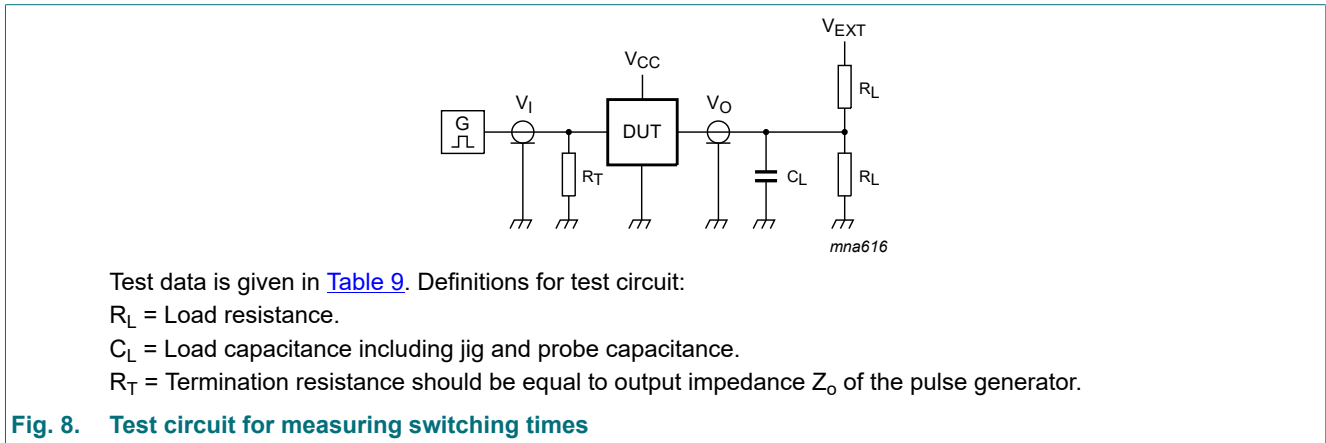 VEXT
VCC
RL
VI
VO
G
DUT
RT
CL
RL
mna616
Test data is given in Table 9. Definitions for test circuit:
RL = Load resistance.
CL = Load capacitance including jig and probe capacitance.
RT = Termination resistance should be equal to output impedance Zo of the pulse generator.
Fig. 8. Test circuit for measuring switching times